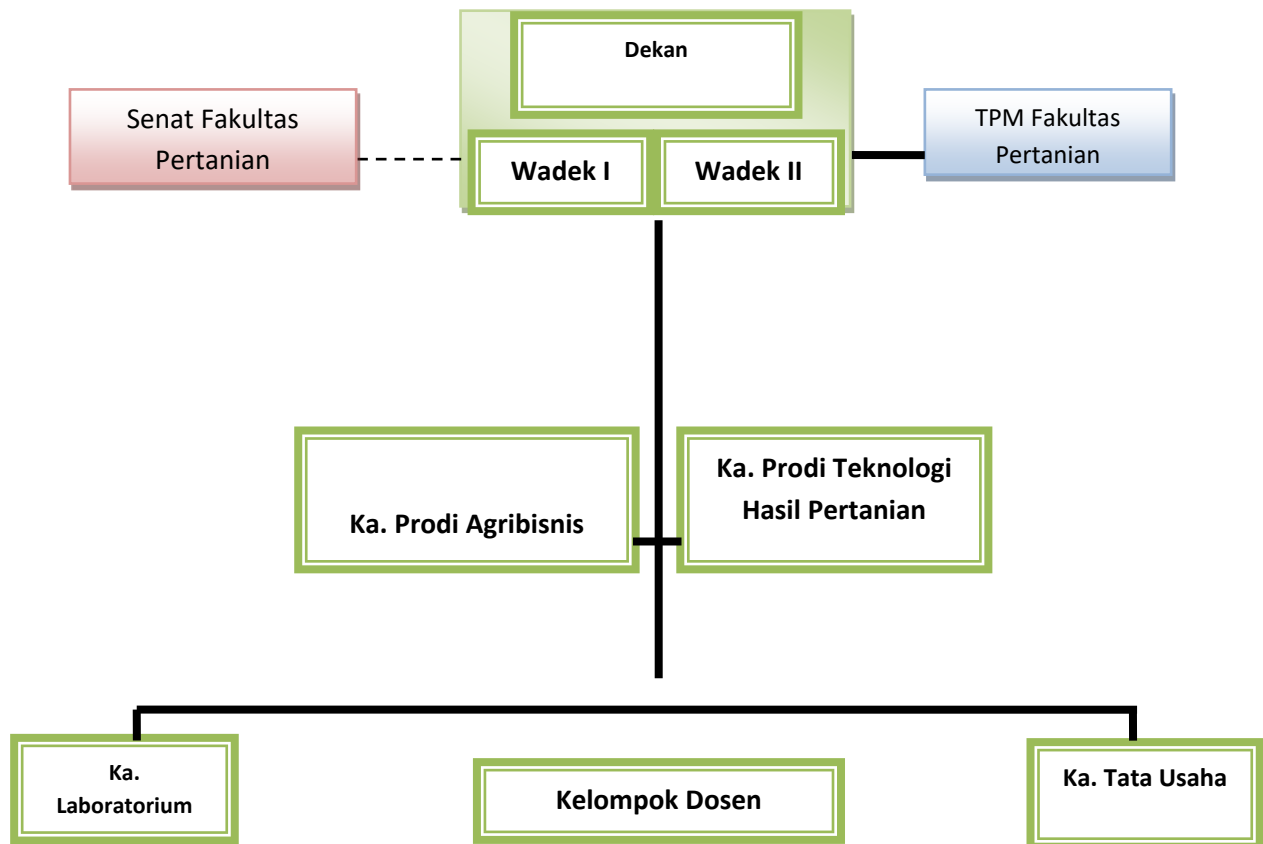 Dekan
Senat Fakultas
Pertanian
TPM Fakultas
Pertanian
Wadek I
Wadek II
Ka. Prodi Agribisnis
Ka. Prodi Teknologi
Hasil Pertanian
Ka.
Laboratorium
Kelompok Dosen
Ka. Tata Usaha